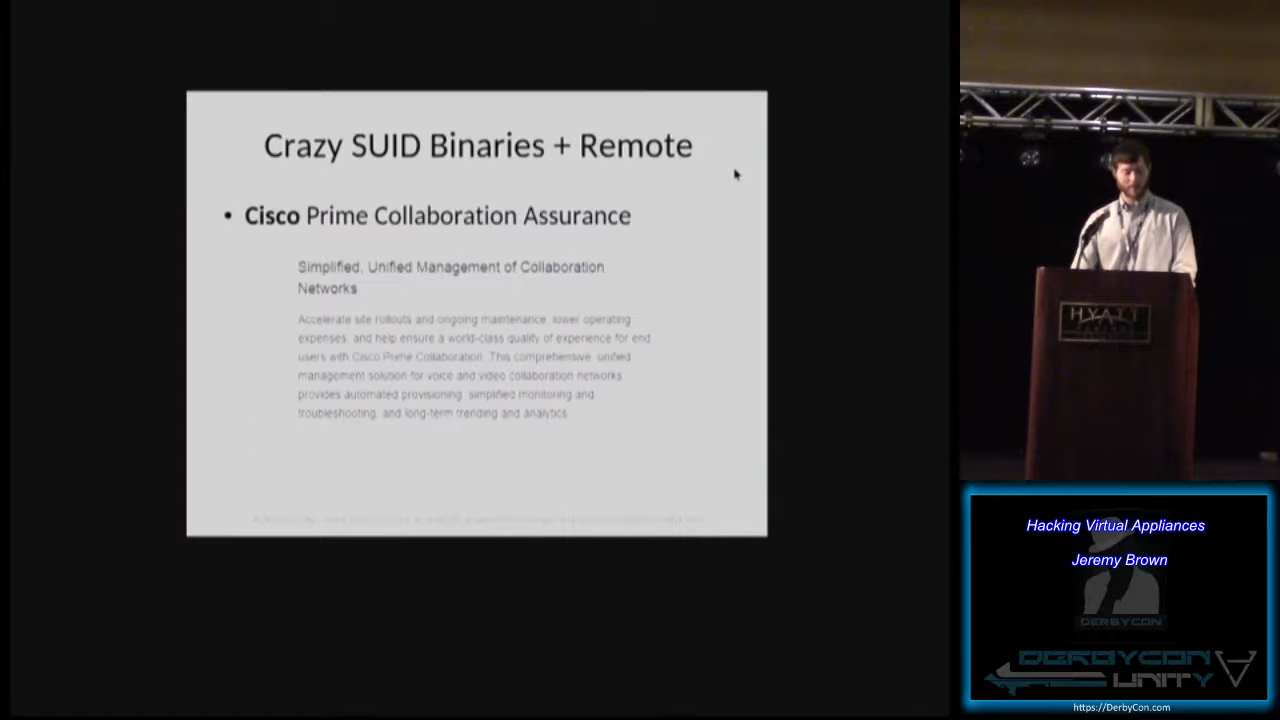 Crazy SUID Binaries + Remote
• Cisco Prime Collaboration Assurance
Simplified, Unified Management of Collaboration
Networks
Accelerate site rollouts and ongoing maintenance, lower operating
expenses, and help ensure a world-class quality of experience for end
users with Cisco Prime Collaboration. This comprehensive, unified
management solution for voice and video collaboration networks
provides automated provisioning, simplified monitoring and
troubleshooting, and long-term trending and analytics
HYATT
Hacking Virtual Appliances
Jeremy Brown
DERBYCON
DERBYCON
UNITY
https://DerbyCon.com